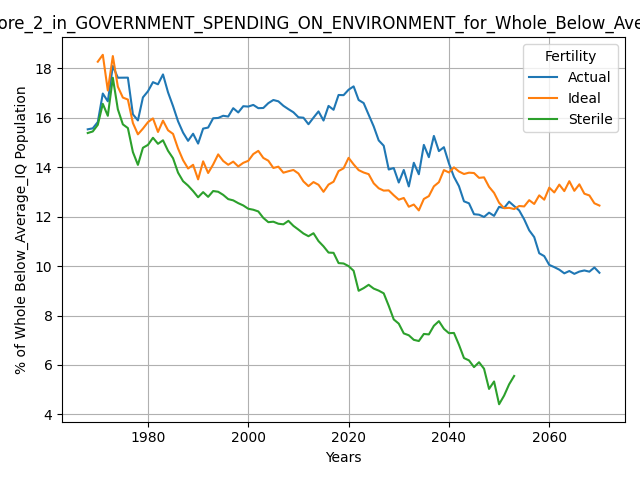 ore_2_in_GOVERNMENT_SPENDING_ON_ENVIRONMENT_for_Whole_Below_Ave
Fertility
Actual
Ideal
Sterile
% of Whole Below_Average_IQ Population
18
16
14
12
10
8
6
4
1980 2000 2020 2040 2060
Years